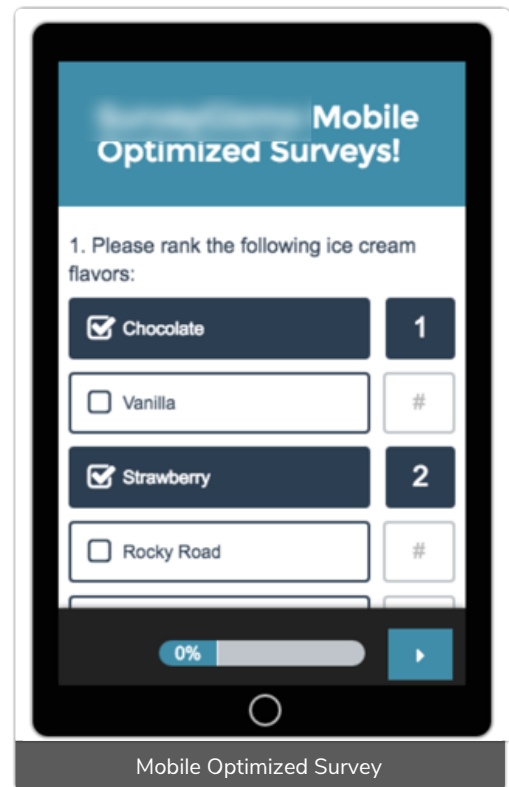 Mobile
Optimized Surveys!
1. Please rank the following ice cream
flavors:
Chocolate 1
Vanilla #
Strawberry 2
Rocky Road #
0%
Mobile Optimized Survey